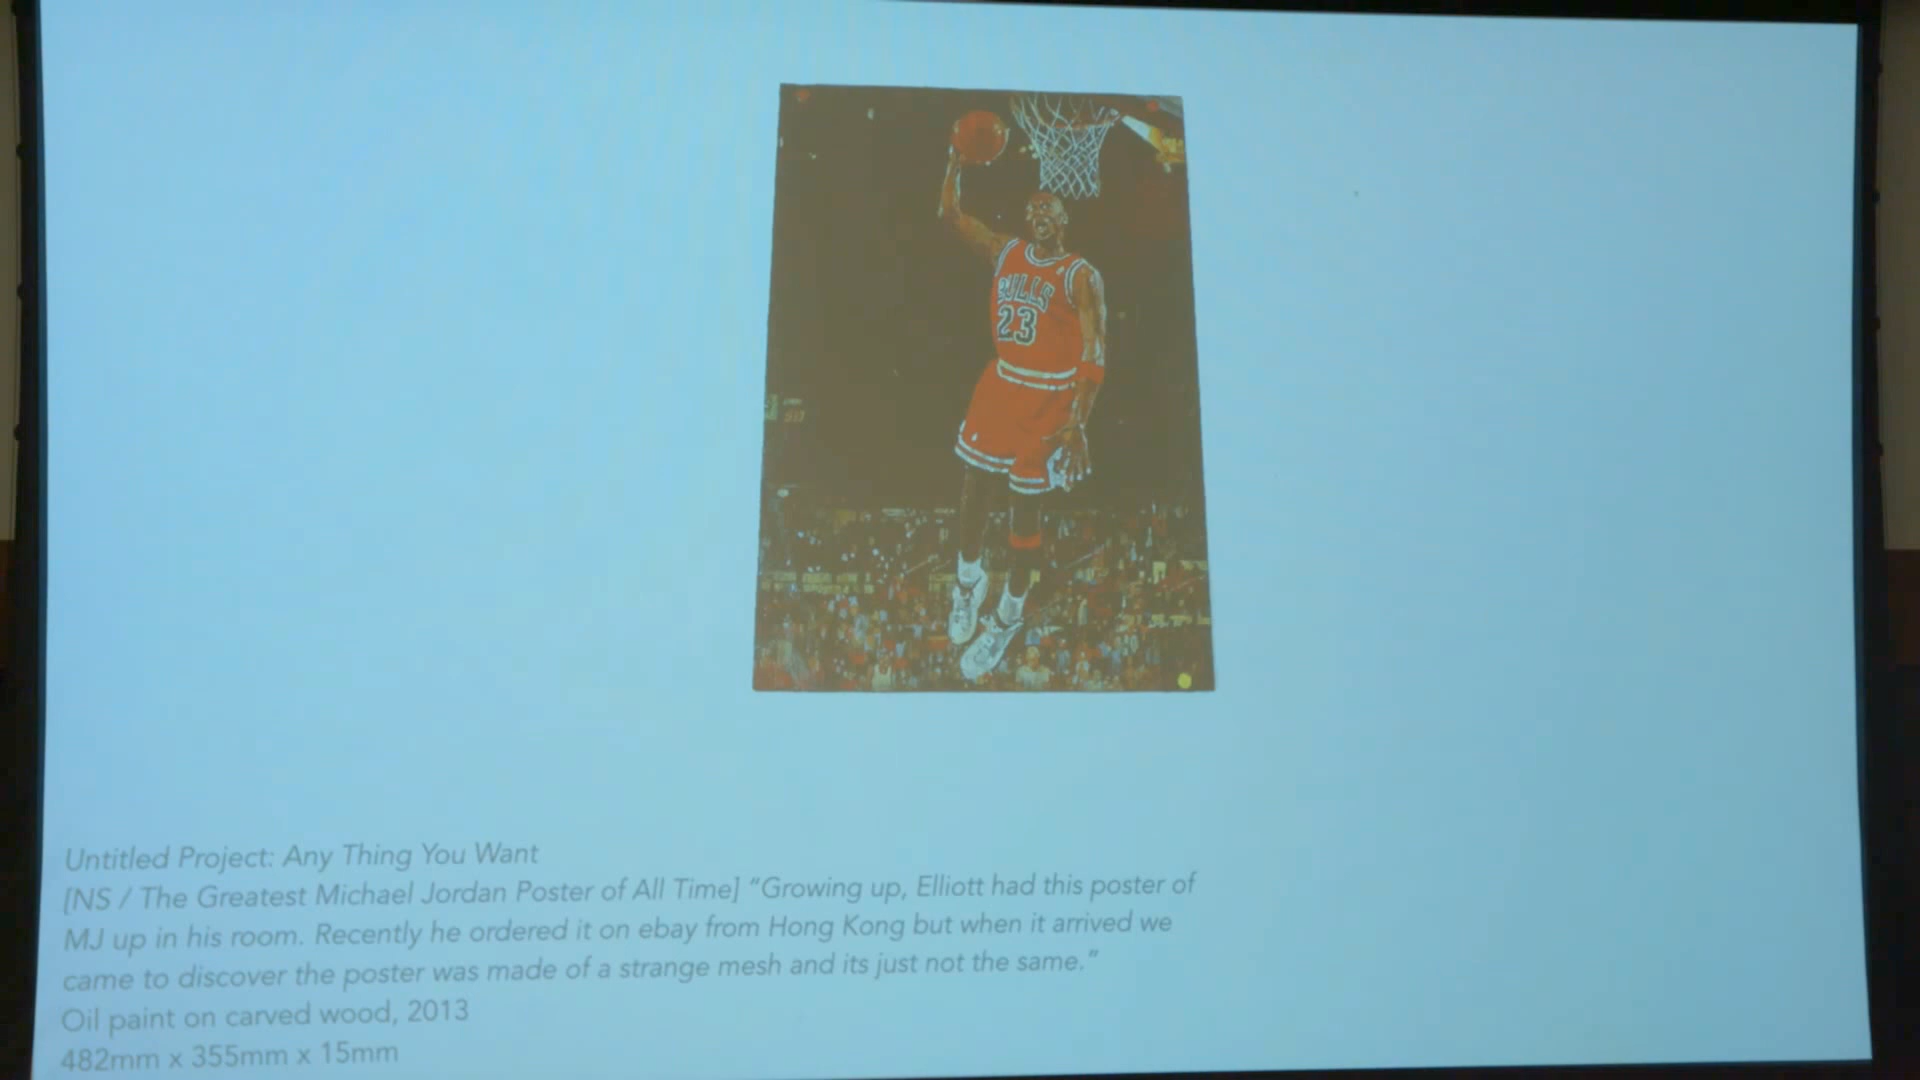 BULLS
23
Untitled Project: Any Thing You Want
[NS / The Greatest Michael Jordan Poster of All Time] “Growing up, Elliott had this poster of
MJ up in his room. Recently he ordered it on ebay from Hong Kong but when it arrived we
came to discover the poster was made of a strange mesh and its just not the same.”
Oil paint on carved wood, 2013
482mm x 355mm x 15mm